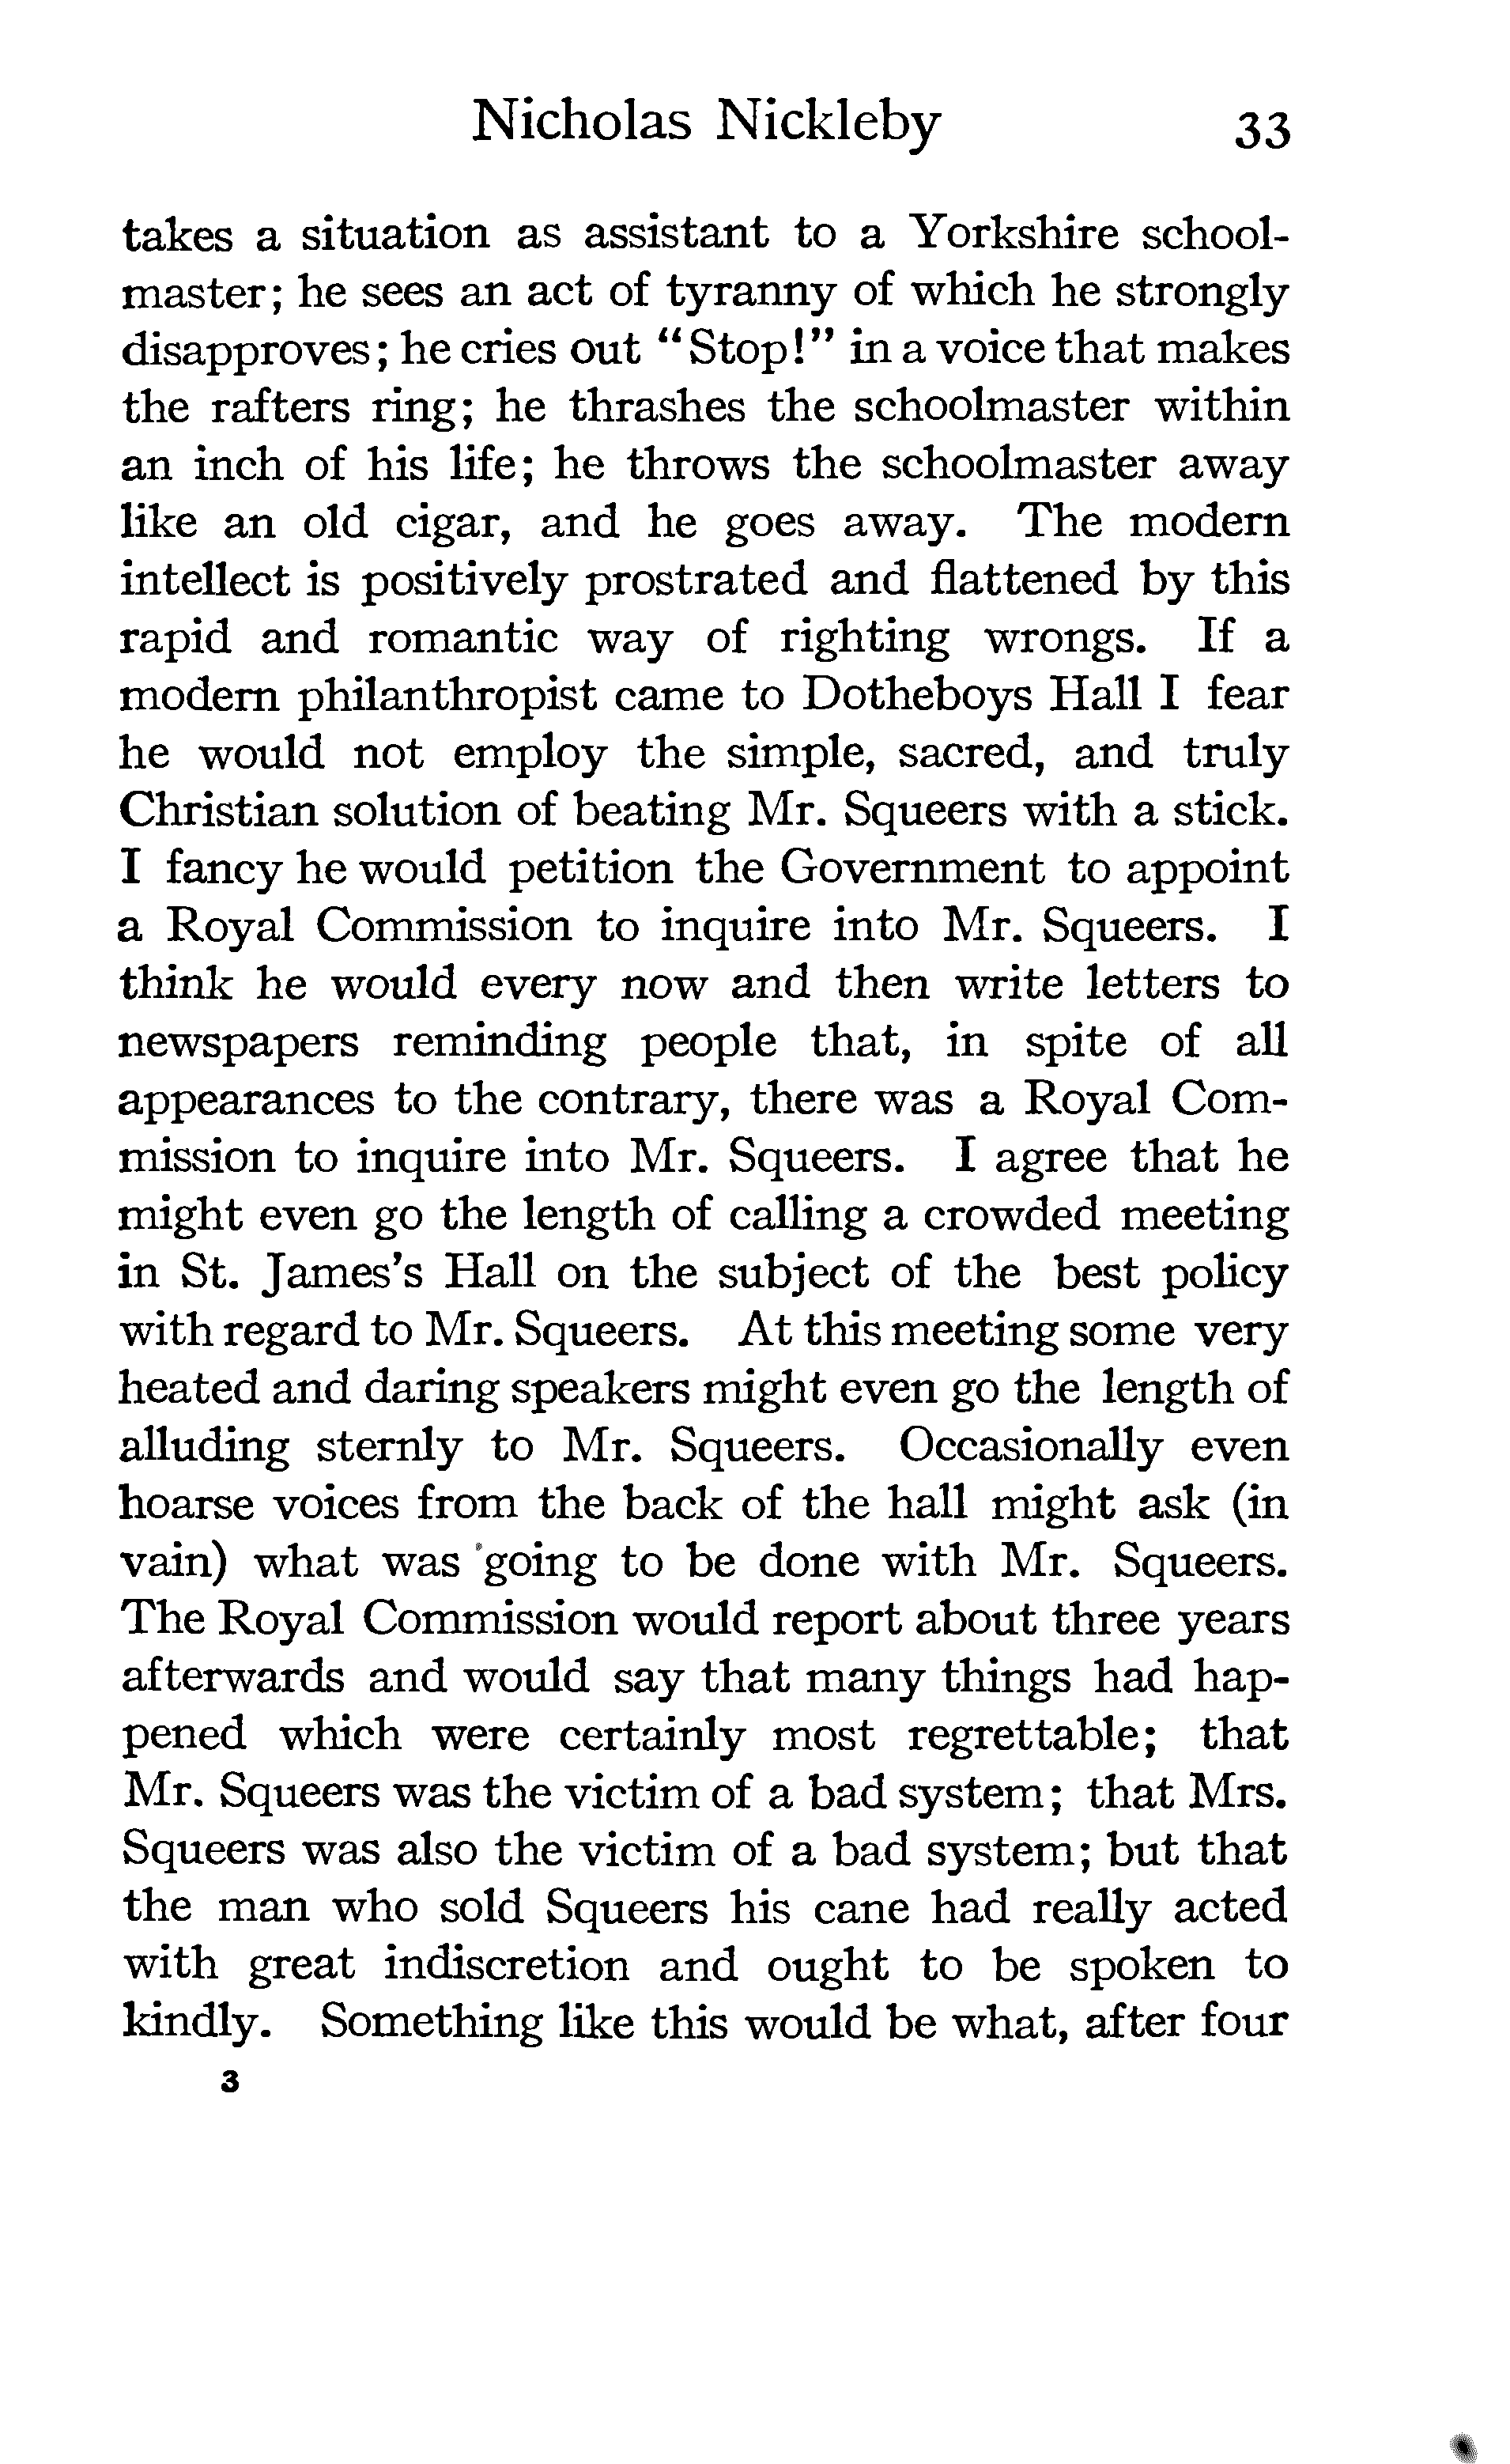 Nicholas Nickleby 33
takes a situation as assistant to a Yorkshire school-
master; he sees an act of tyranny of which he strongly
disapproves; he cries out "Stop!" in a voice that makes
the rafters ring; he thrashes the schoolmaster within
an inch of his life; he throws the schoolmaster away
like an old cigar, and he goes away. The modern
intellect is positively prostrated and flattened by this
rapid and romantic way of righting wrongs. If a
modern philanthropist came to Dotheboys Hall I fear
he would not employ the simple, sacred, and truly
Christian solution of beating Mr. Squeers with a stick.
I fancy he would petition the Government to appoint
a Royal Commission to inquire into Mr. Squeers. I
think he would every now and then write letters to
newspapers reminding people that, in spite of all
appearances to the contrary, there was a Royal Com-
mission to inquire into Mr. Squeers. I agree that he
might even go the length of calling a crowded meeting
in St. James's Hall on the subject of the best policy
with regard to Mr. Squeers. At this meeting some very
heated and daring speakers might even go the length of
alluding sternly to Mr. Squeers. Occasionally even
hoarse voices from the back of the hall might ask (in
vain) what was going to be done with Mr. Squeers.
The Royal Commission would report about three years
afterwards and would say that many things had hap-
pened which were certainly most regrettable; that
Mr. Squeers was the victim of a bad system; that Mrs.
Squeers was also the victim of a bad system; but that
the man who sold Squeers his cane had really acted
with great indiscretion and ought to be spoken to
kindly. Something like this would be what, after four
3